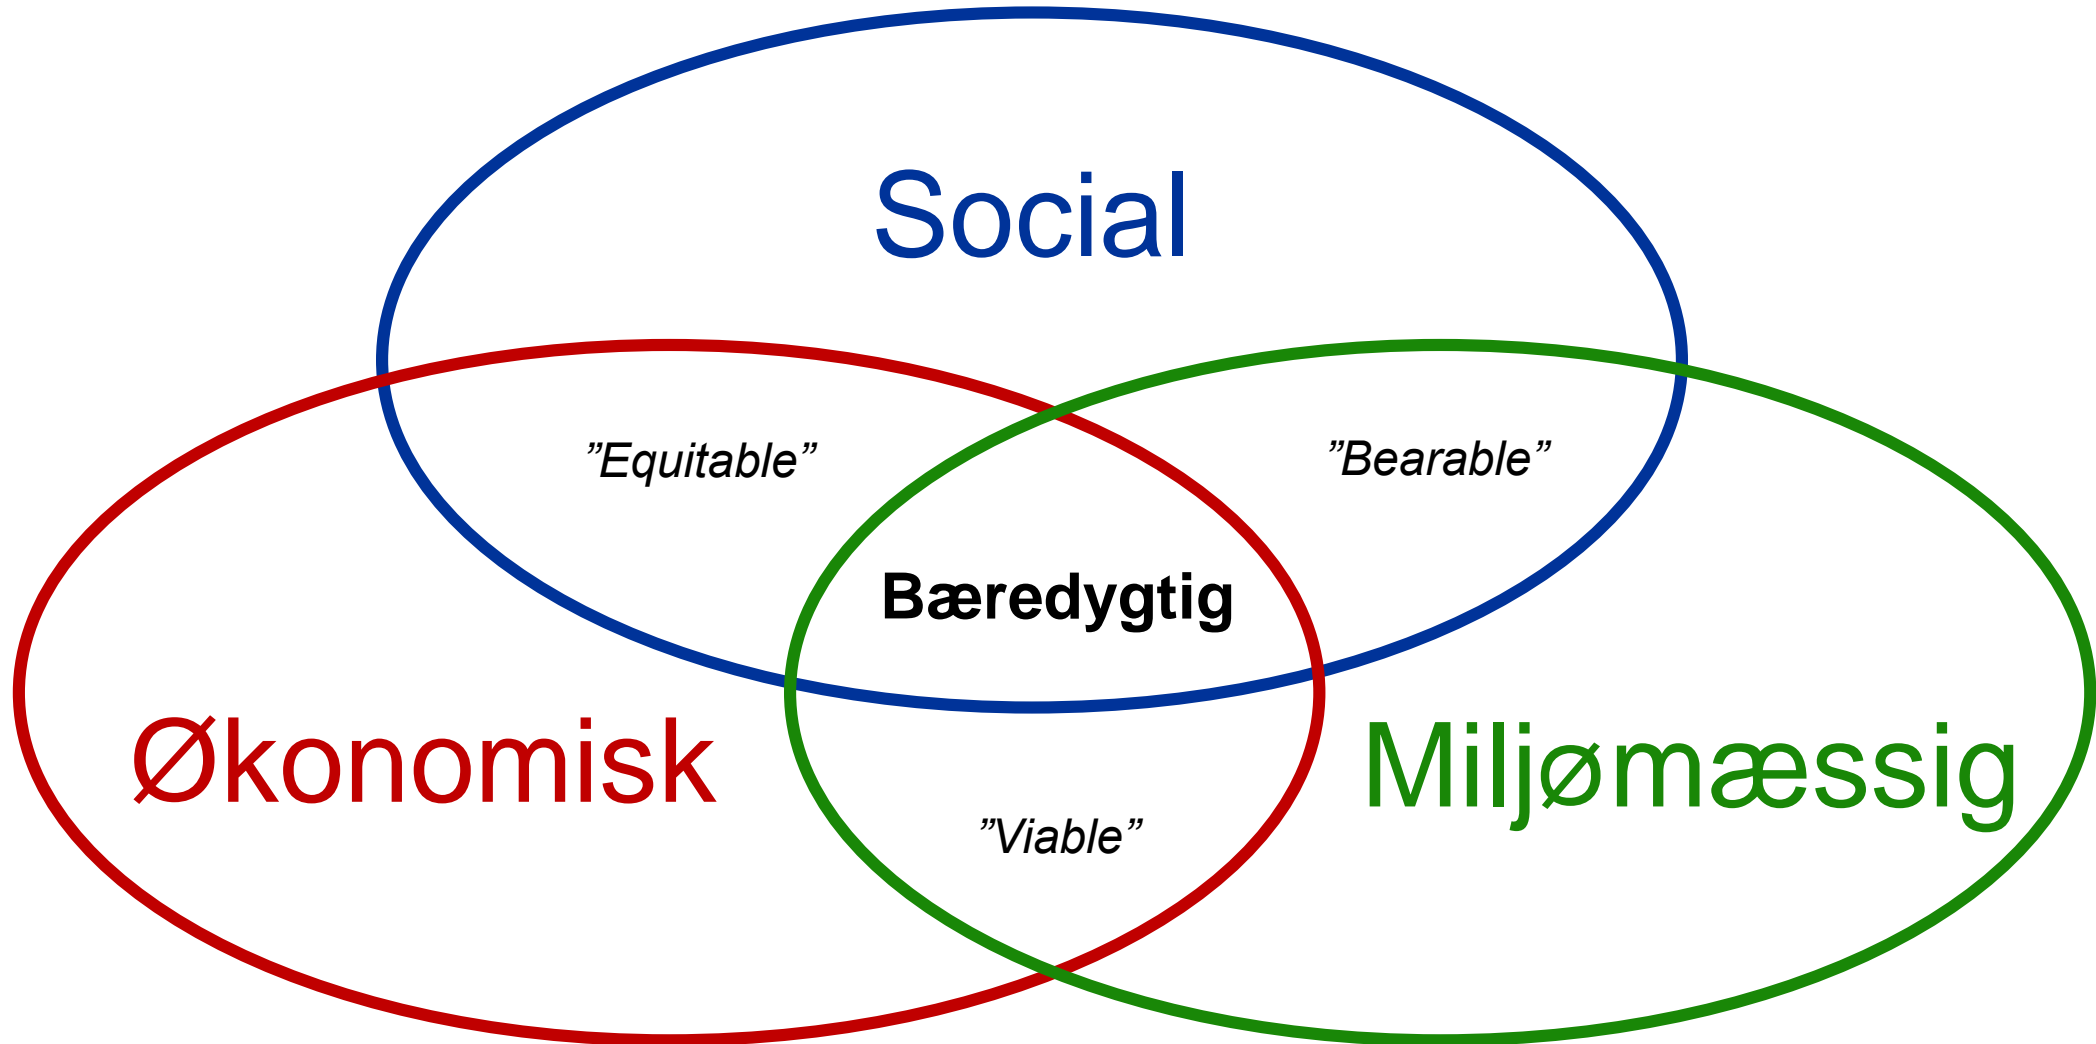 Social
”Equitable”
”Bearable”
Bæredygtig
Økonomisk
Miljømæssig
”Viable”